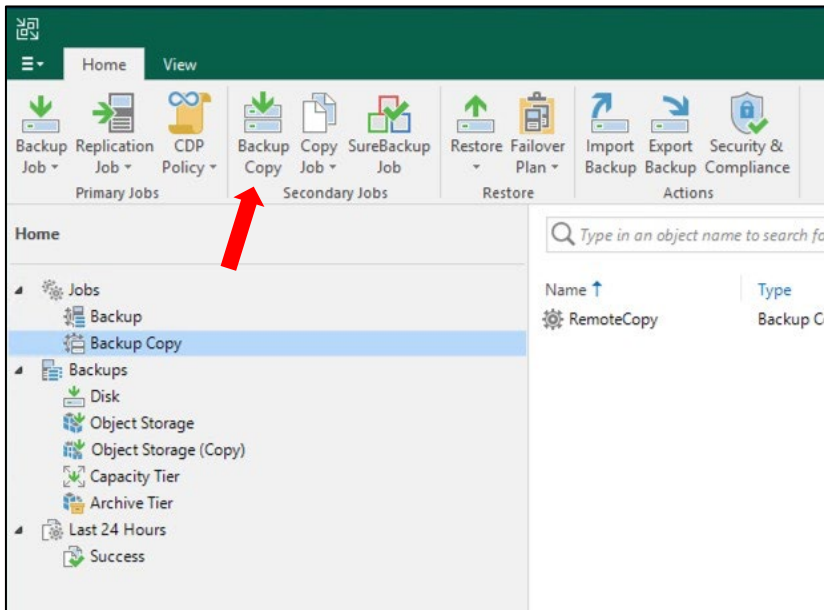 Home View
Backup Job Replication Job CDP Policy Backup Copy Copy Job SureBackup Job Restore Failover Plan Import Backup Export Backup Security & Compliance
Primary Jobs Secondary Jobs Restore Actions
Home
Type in an object name to search fo
Jobs
Name Type
Backup
RemoteCopy Backup C
Backup Copy
Backups
Disk
Object Storage
Object Storage (Copy)
Capacity Tier
Archive Tier
Last 24 Hours
Success